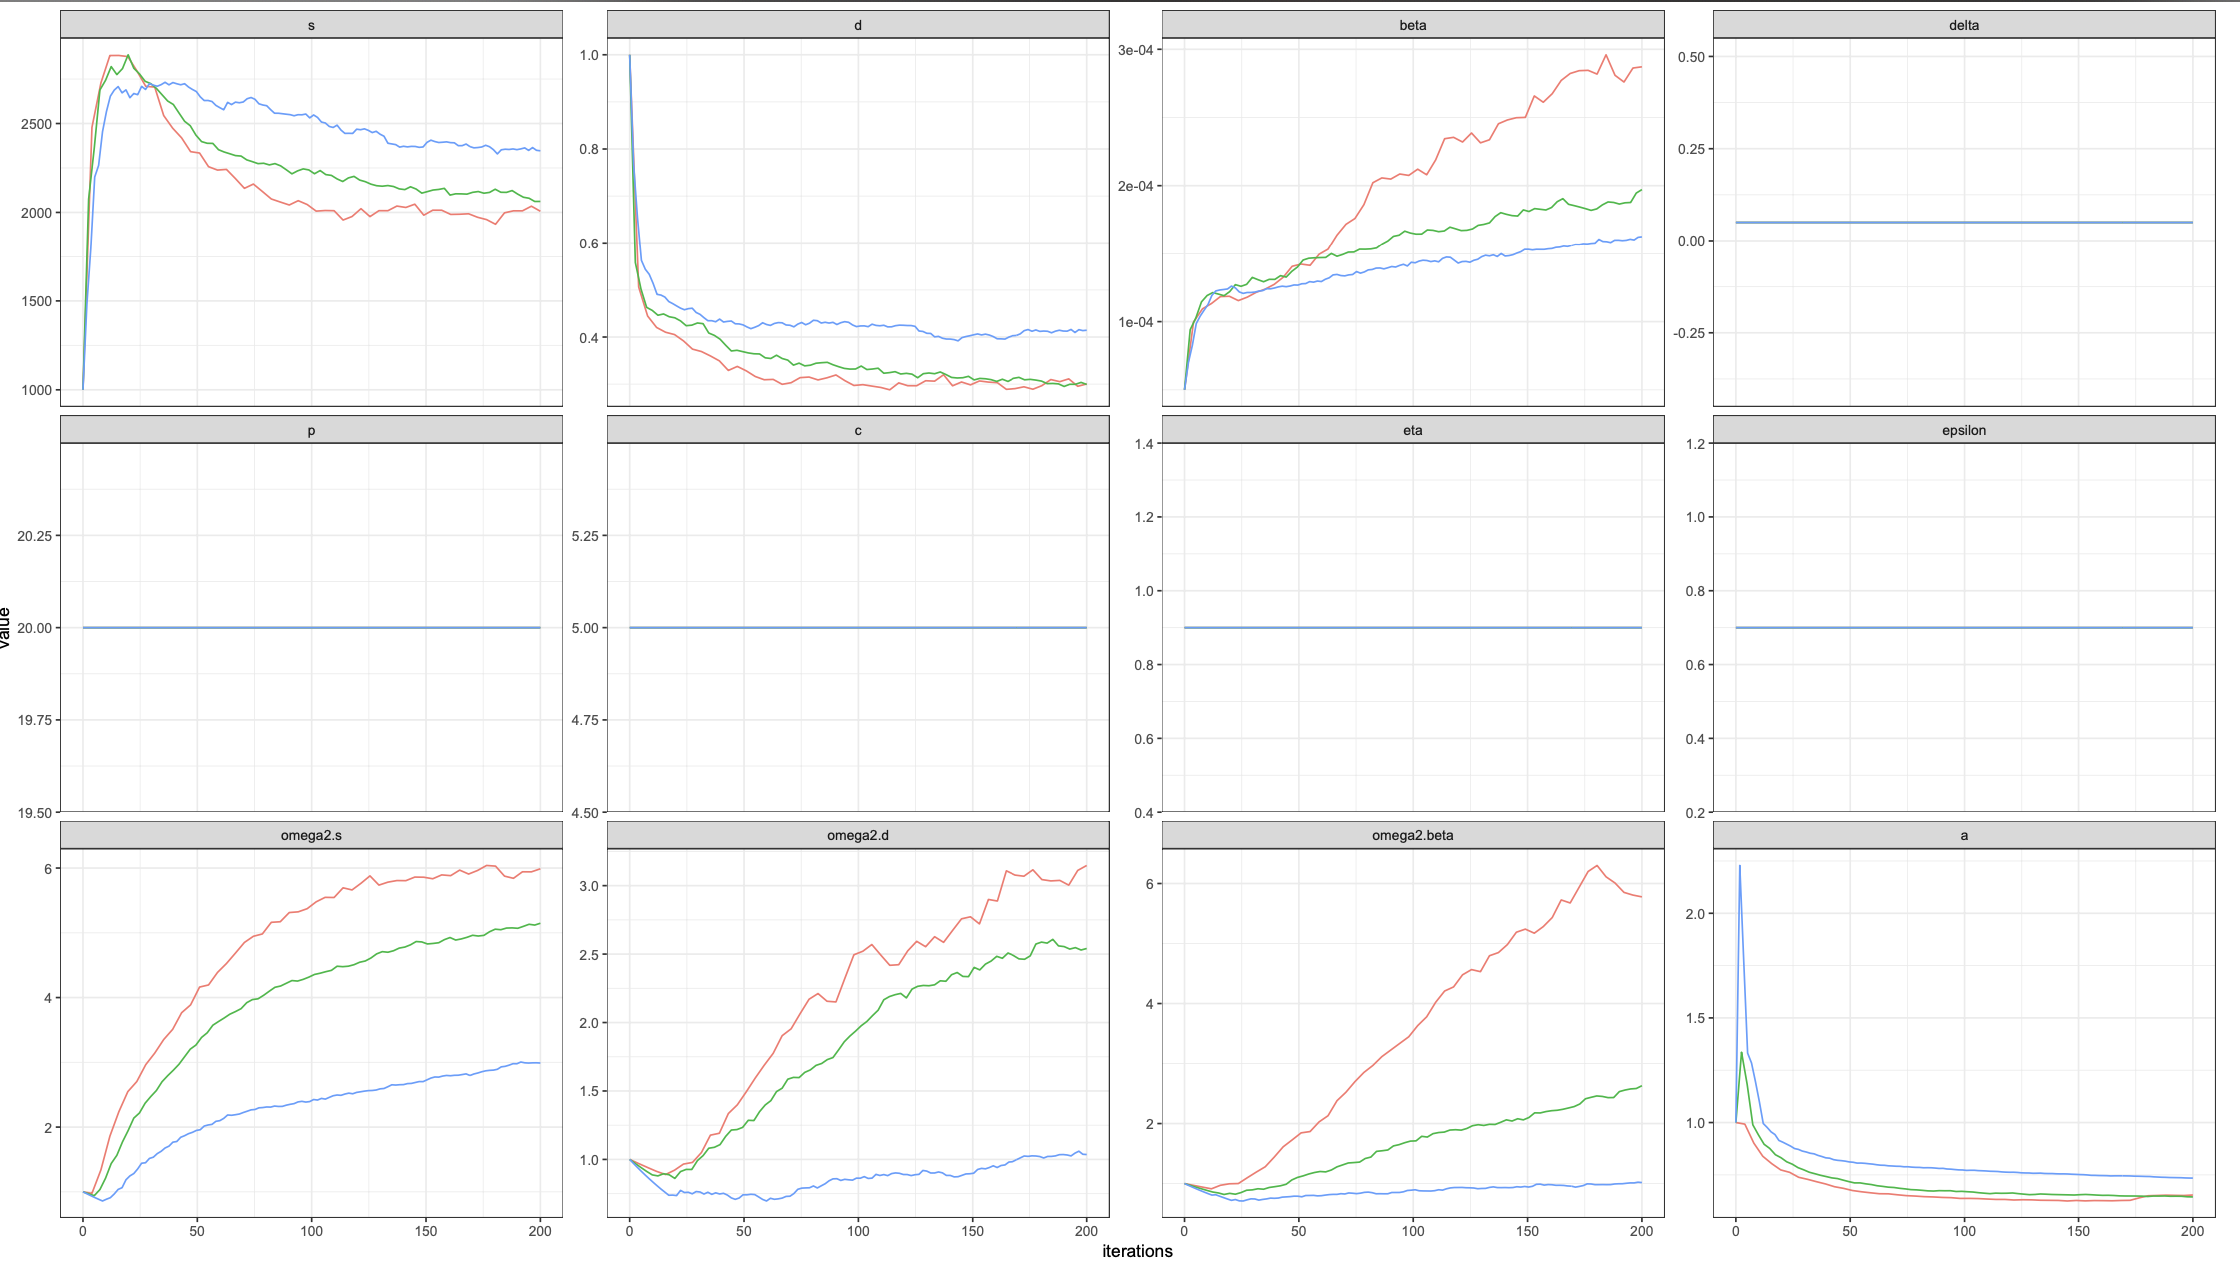 s d beta delta
3e-04
1.0 0.50
2500 0.8 0.25
2e-04
2000 0.6 0.00
1500 1e-04
0.4 -0.25
1000
p c eta epsilon
1.4 1.2
20.25 5.25 1.2 1.0
1.0 0.8
value 20.00 5.00
0.8 0.6
19.75 4.75 0.6 0.4
19.50 4.50 0.4 0.2
omega2.s omega2.d omega2.beta a
6 3.0 6
2.0
2.5
4 2.0 4 1.5
1.5
2 1.0 2 1.0
0 50 100 150 200 0 50 100 150 200 0 50 100 150 200 0 50 100 150 200
iterations